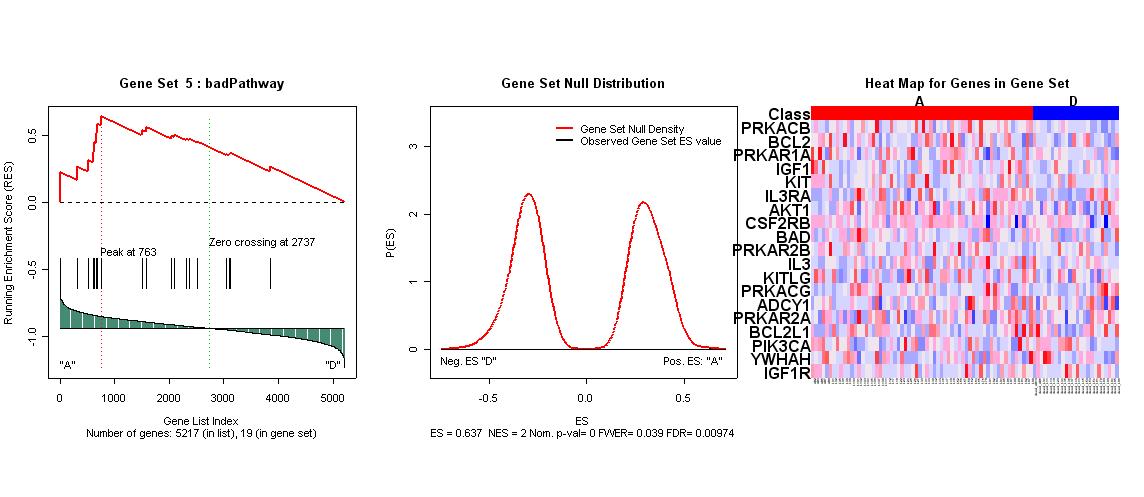 Gene Set 5 : badPathway
Running Enrichment Score (RES)
0.5
0.0
-0.5
-1.0
Peak at 763
Zero crossing at 2737
"A"
"D"
0 1000 2000 3000 4000 5000
Gene List Index
Number of genes: 5217 (in list), 19 (in gene set)
Gene Set Null Distribution
P(ES)
3
2
1
0
Gene Set Null Density
Observed Gene Set ES value
Neg. ES "D"
Pos. ES: "A"
-0.5 0.0 0.5
ES
ES = 0.637 NES = 2 Nom. p-val= 0 FWER= 0.039 FDR= 0.00974
Heat Map for Genes in Gene Set
A D
Class
PRKACB
BCL2
PRKAR1A
IGF1
KIT
IL3RA
AKT1
CSF2RB
BAD
PRKAR2B
IL3
KITLG
PRKACG
ADCY1
PRKAR2A
BCL2L1
PIK3CA
YWHAH
IGF1R